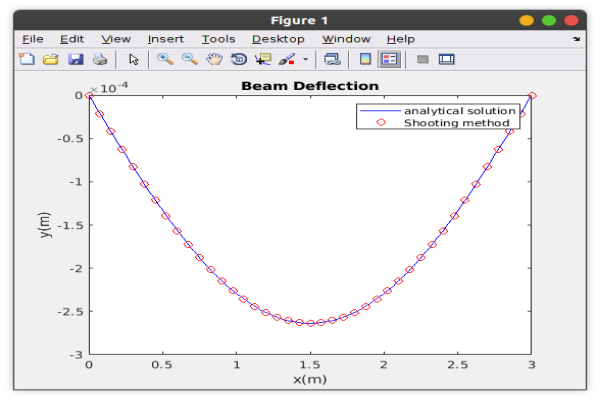 Figure 1
File Edit View Insert Tools Desktop Window Help
×10⁻⁴
Beam Deflection
analytical solution
Shooting method
0
-0.5
-1
-1.5
-2
-2.5
-3
y(m)
0 0.5 1 1.5 2 2.5 3
x(m)